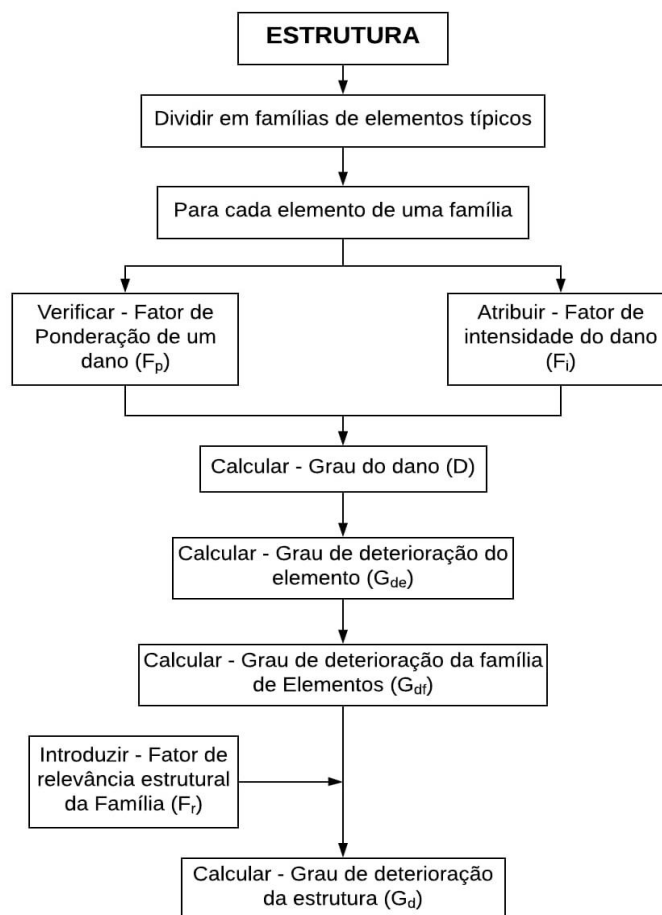 ESTRUTURA
Dividir em famílias de elementos típicos
Para cada elemento de uma família
Verificar - Fator de
Ponderação de um
dano (Fp)
Atribuir - Fator de
intensidade do dano
(Fi)
Calcular - Grau do dano (D)
Calcular - Grau de deterioração do
elemento (Gde)
Calcular - Grau de deterioração da família
de Elementos (Gdf)
Introduzir - Fator de
relevância estrutural
da Família (Fr)
Calcular - Grau de deterioração
da estrutura (Gd)